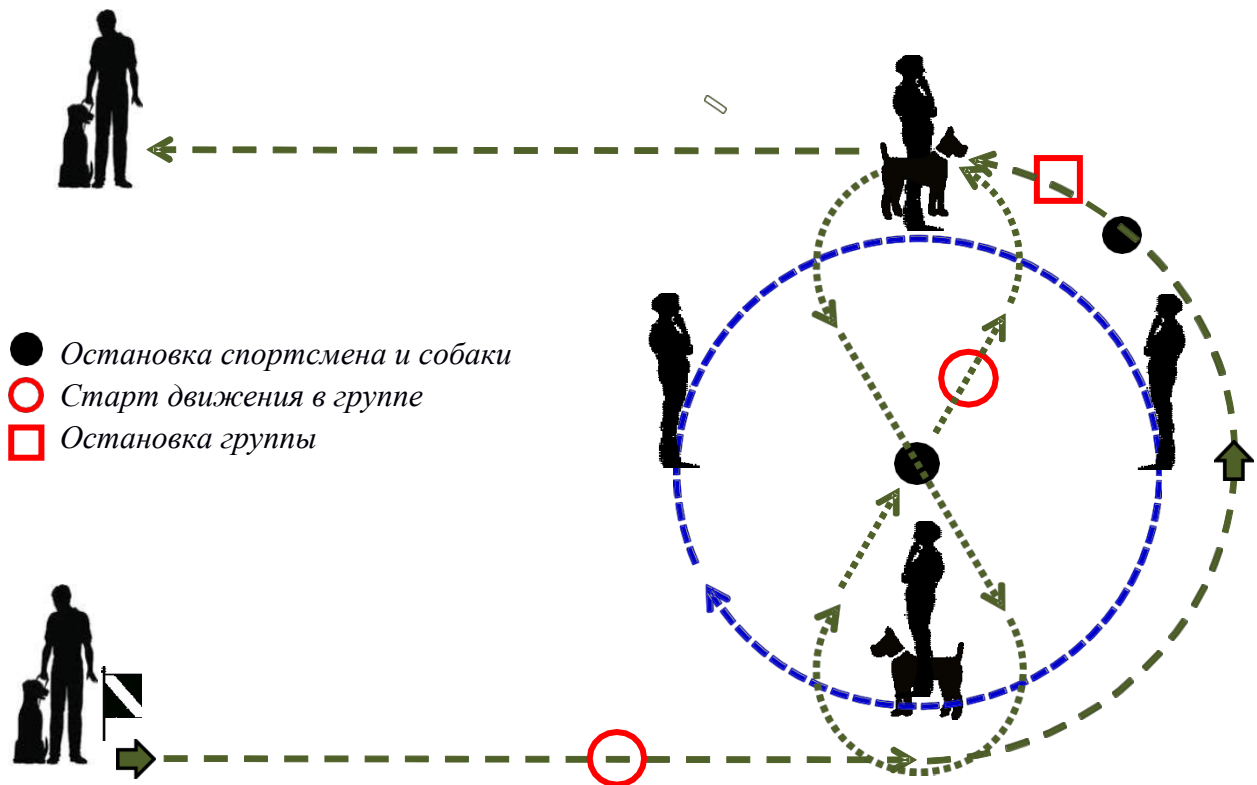 Остановка спортсмена и собаки
Старт движения в группе
Остановка группы